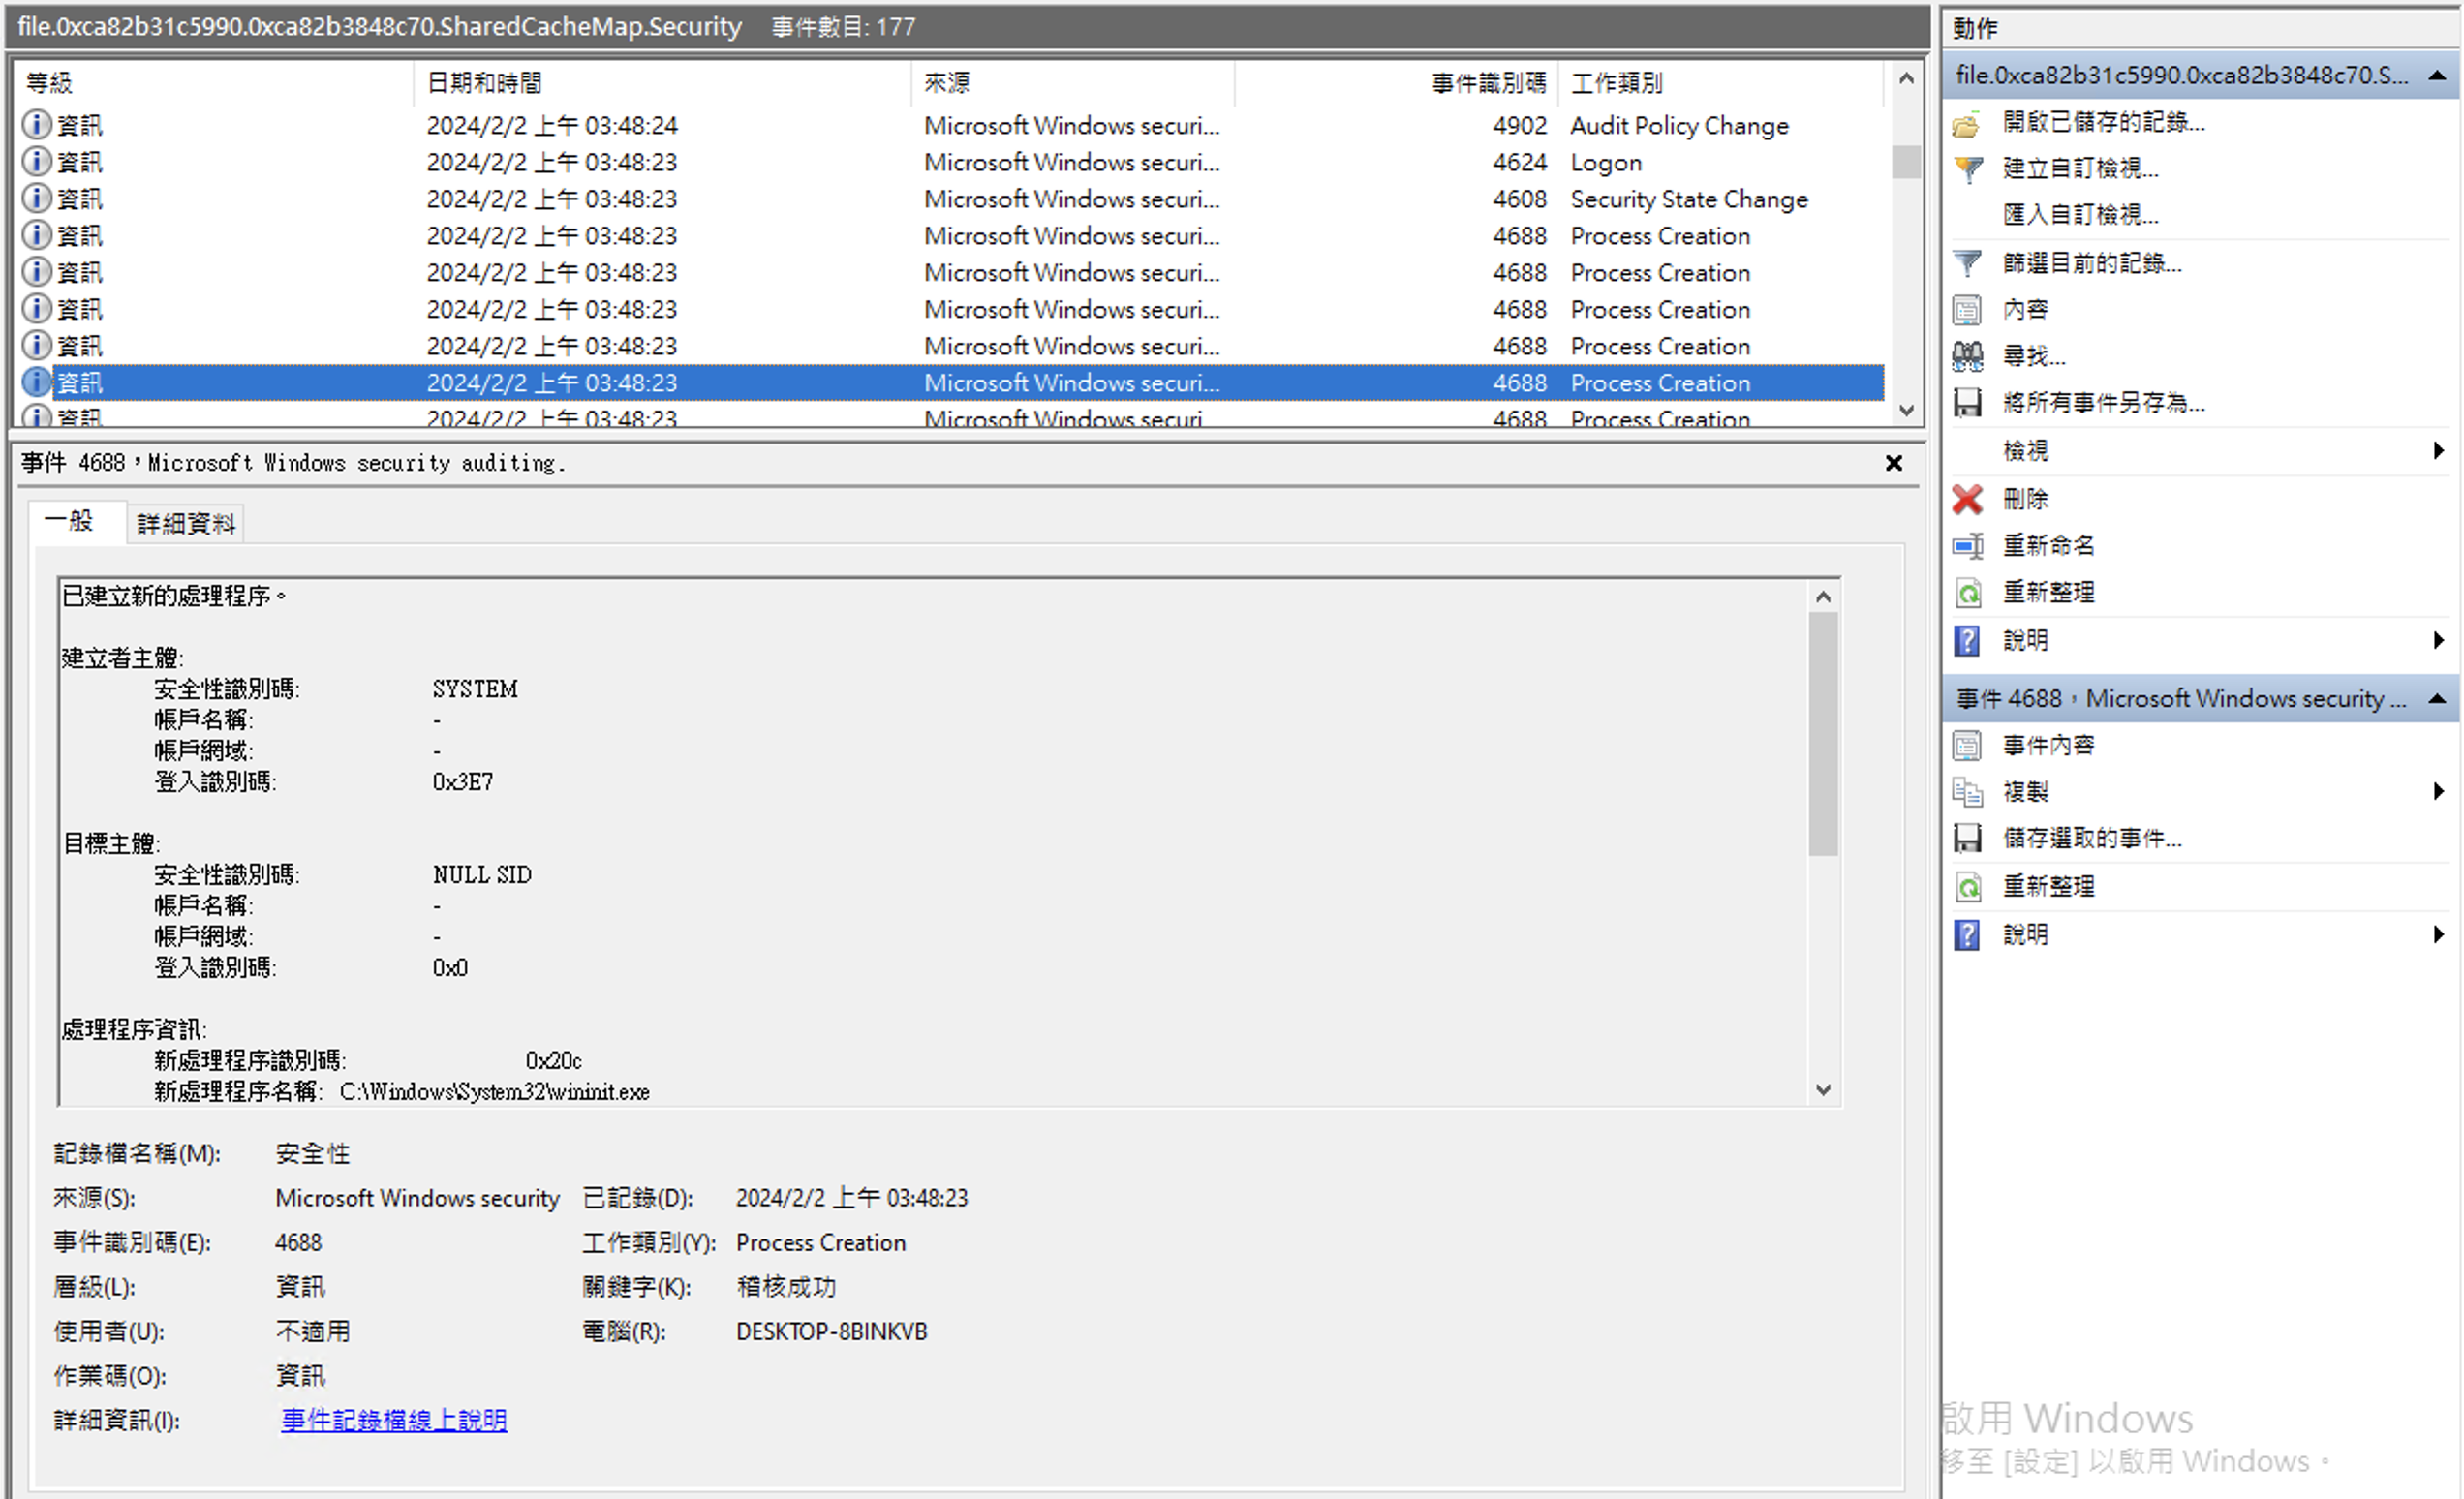 file.0xca82b31c5990.0xca82b3848c70.SharedCacheMap.Security 事件數目: 177
等級 日期和時間 來源 事件識別碼 工作類別
資訊 2024/2/2 上午 03:48:24 Microsoft Windows securi... 4902 Audit Policy Change
資訊 2024/2/2 上午 03:48:23 Microsoft Windows securi... 4624 Logon
資訊 2024/2/2 上午 03:48:23 Microsoft Windows securi... 4608 Security State Change
資訊 2024/2/2 上午 03:48:23 Microsoft Windows securi... 4688 Process Creation
資訊 2024/2/2 上午 03:48:23 Microsoft Windows securi... 4688 Process Creation
資訊 2024/2/2 上午 03:48:23 Microsoft Windows securi... 4688 Process Creation
資訊 2024/2/2 上午 03:48:23 Microsoft Windows securi... 4688 Process Creation
資訊 2024/2/2 上午 03:48:23 Microsoft Windows securi... 4688 Process Creation
資訊 2024/2/2 上午 03:48:23 Microsoft Windows securi 4688 Process Creation
事件 4688，Microsoft Windows security auditing.
一般 詳細資料
已建立新的處理程序。
建立者主體:
安全性識別碼: SYSTEM
帳戶名稱: -
帳戶網域: -
登入識別碼: 0x3E7
目標主體:
安全性識別碼: NULL SID
帳戶名稱: -
帳戶網域: -
登入識別碼: 0x0
處理程序資訊:
新處理程序識別碼: 0x20c
新處理程序名稱: C:\Windows\System32\wininit.exe
記錄檔名稱(M): 安全性
來源(S): Microsoft Windows security 已記錄(D): 2024/2/2 上午 03:48:23
事件識別碼(E): 4688 工作類別(Y): Process Creation
層級(L): 資訊 關鍵字(K): 稽核成功
使用者(U): 不適用 電腦(R): DESKTOP-8BINKVB
作業碼(O): 資訊
詳細資訊(I): 事件記錄檔線上說明
動作
file.0xca82b31c5990.0xca82b3848c70.S...
開啟已儲存的記錄...
建立自訂檢視...
匯入自訂檢視...
篩選目前的記錄...
內容
尋找...
將所有事件另存為...
檢視
刪除
重新命名
重新整理
說明
事件 4688，Microsoft Windows security ...
事件內容
複製
儲存選取的事件...
重新整理
說明
啟用 Windows
移至 [設定] 以啟用 Windows。